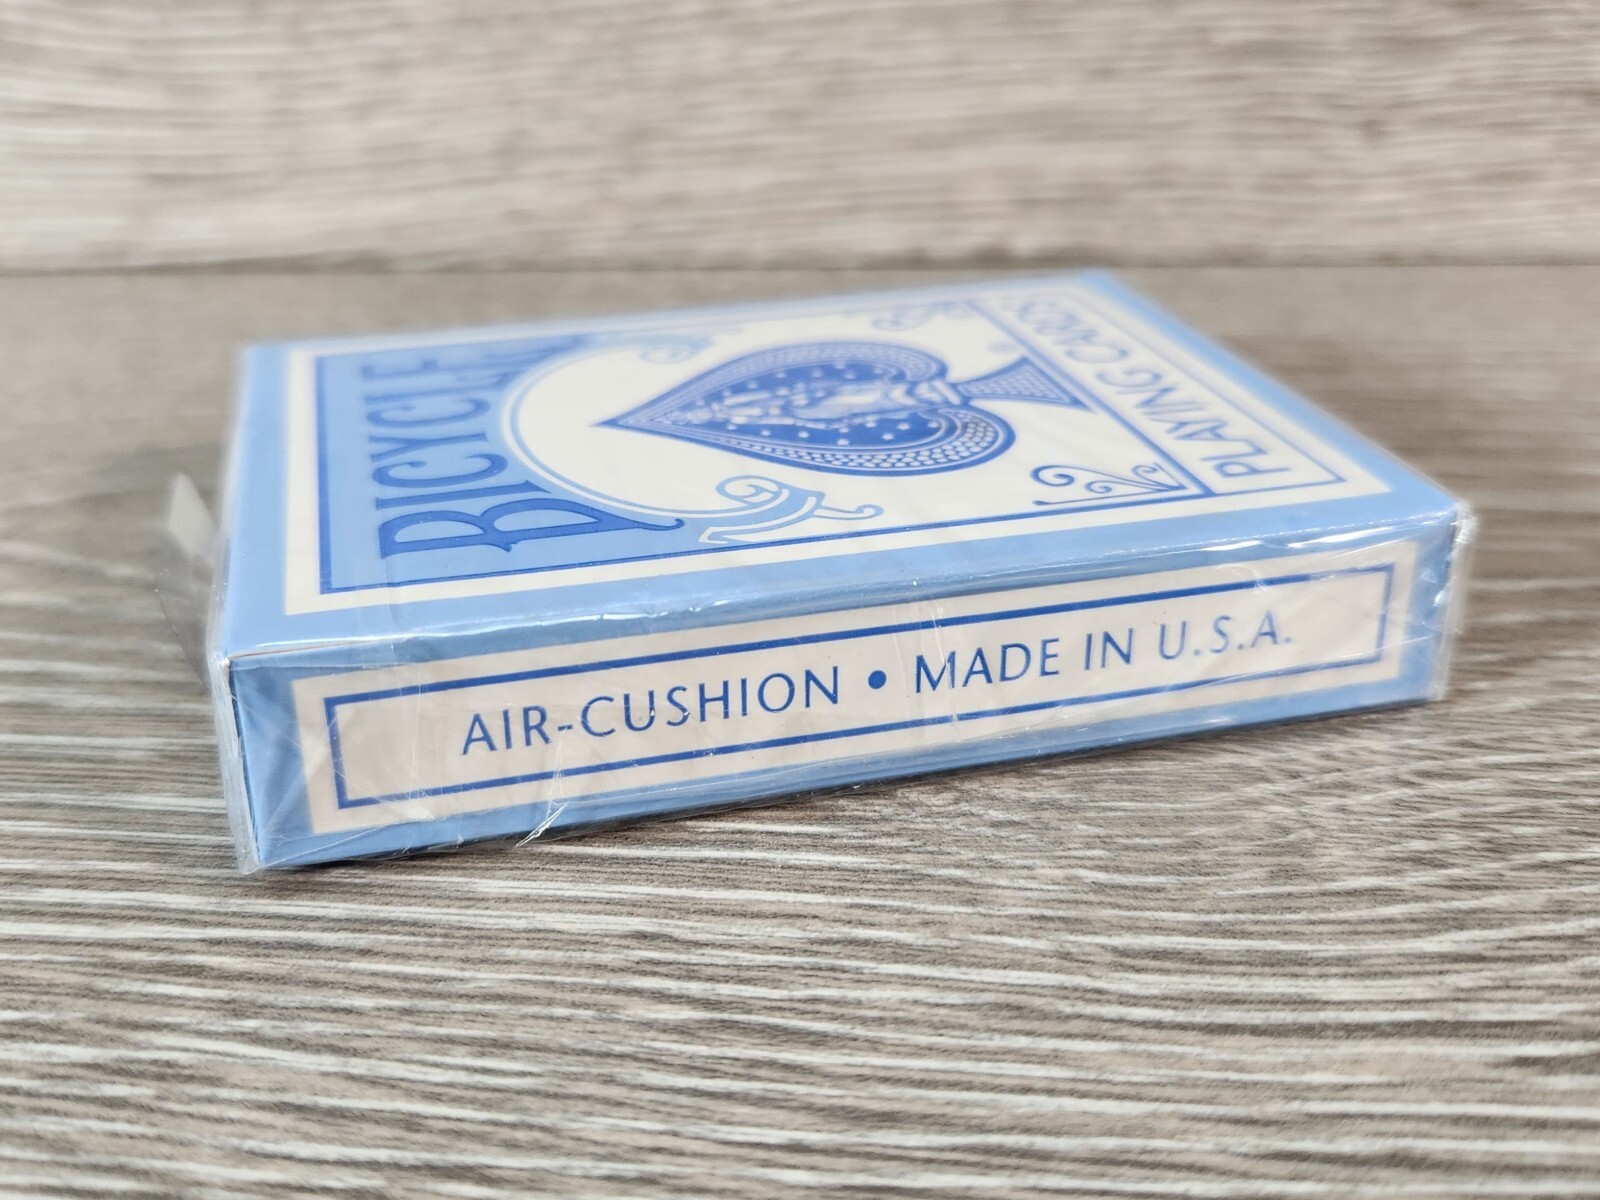 BICYCLE
PLAYING CARDS
AIR-CUSHION • MADE IN U.S.A.